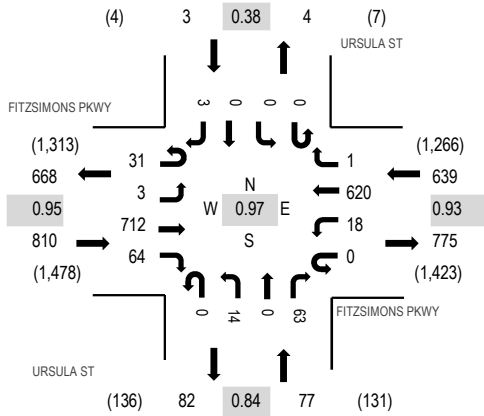 (4) 3 0.38 4 (7)
URSULA ST
FITZSIMONS PKWY
3 0 0 0
(1,313) (1,266)
668 31 1 639
3 N 620
0.95 W 0.97 E 0.93
712 18
810 S 775
64 0
(1,478) (1,423)
0 14 0 63
FITZSIMONS PKWY
URSULA ST
(136) 82 0.84 77 (131)